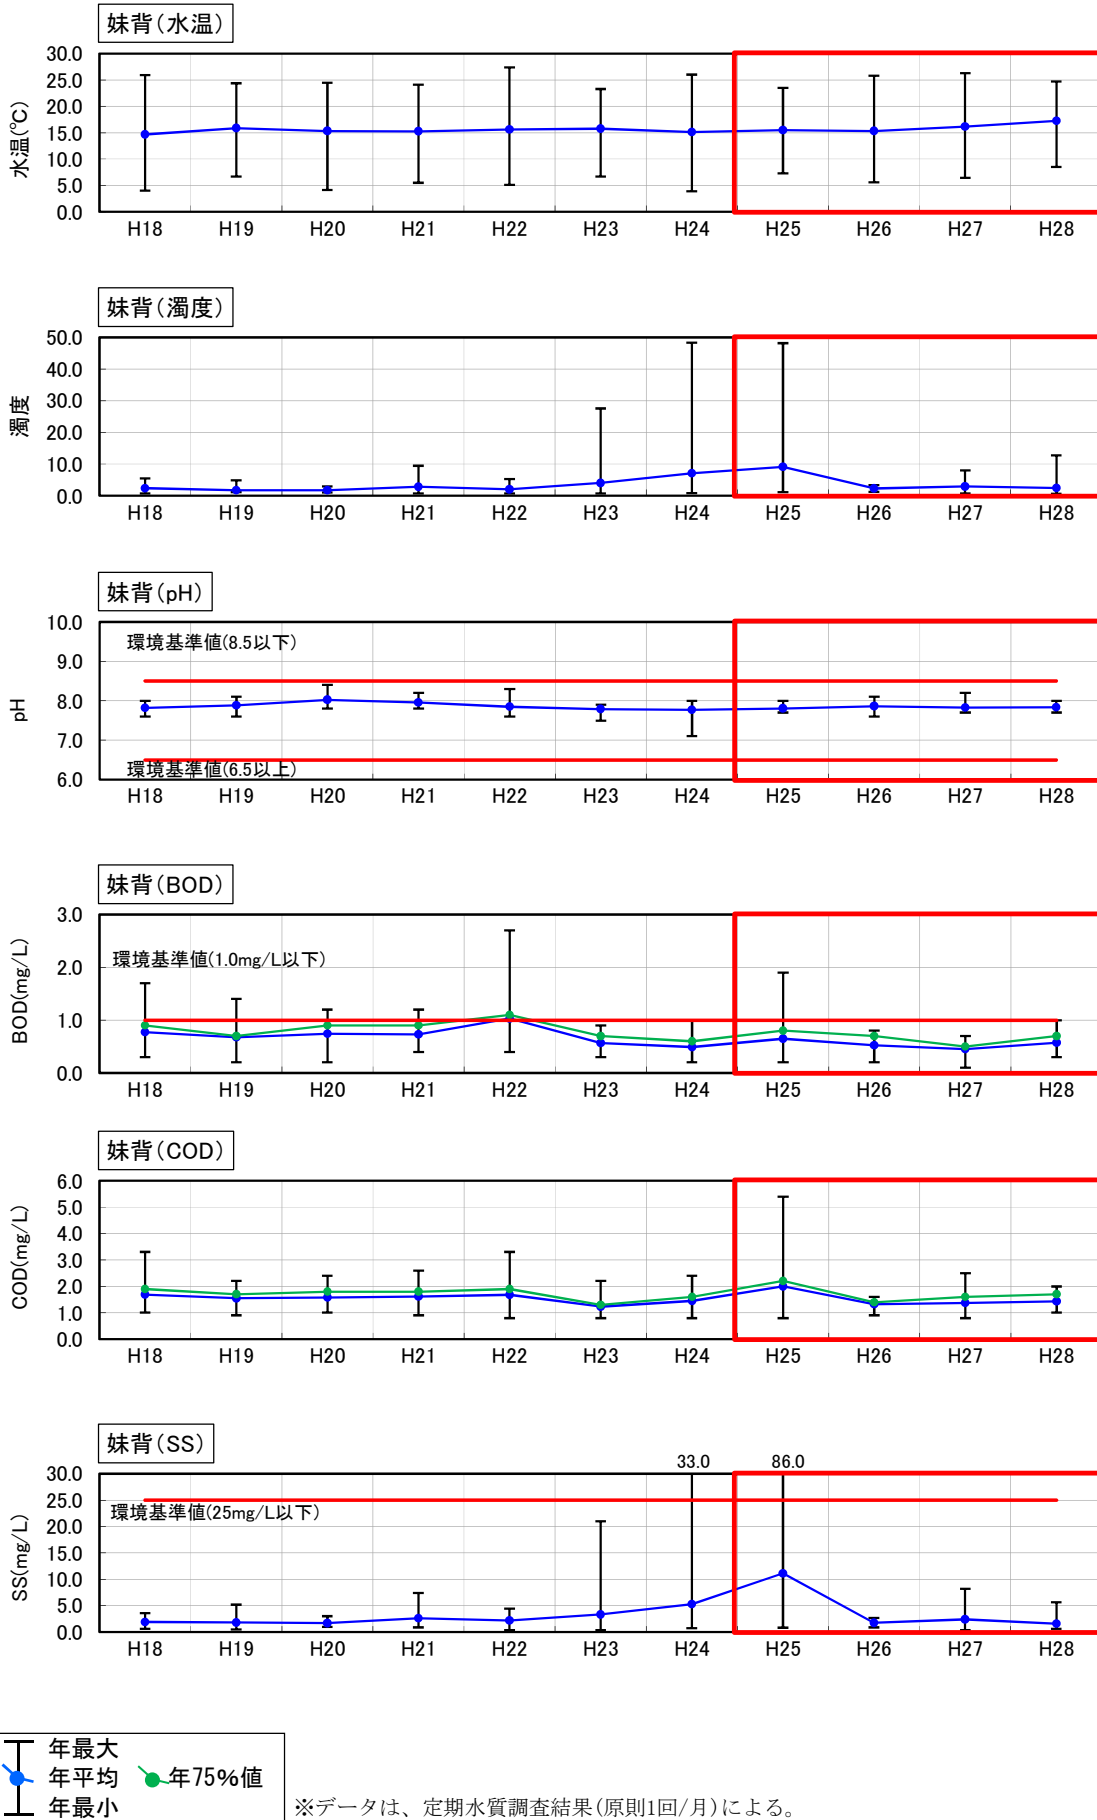 妹背(水温)
30.0
25.0
20.0
15.0
10.0
5.0
0.0
水温(℃)
H18 H19 H20 H21 H22 H23 H24 H25 H26 H27 H28
妹背(濁度)
50.0
40.0
30.0
20.0
10.0
0.0
濁度
H18 H19 H20 H21 H22 H23 H24 H25 H26 H27 H28
妹背(pH)
10.0
9.0
8.0
7.0
6.0
pH
環境基準値(8.5以下)
環境基準値(6.5以上)
H18 H19 H20 H21 H22 H23 H24 H25 H26 H27 H28
妹背(BOD)
3.0
2.0
1.0
0.0
BOD(mg/L)
環境基準値(1.0mg/L以下)
H18 H19 H20 H21 H22 H23 H24 H25 H26 H27 H28
妹背(COD)
6.0
5.0
4.0
3.0
2.0
1.0
0.0
COD(mg/L)
H18 H19 H20 H21 H22 H23 H24 H25 H26 H27 H28
妹背(SS)
33.0 86.0
30.0
25.0
20.0
15.0
10.0
5.0
0.0
SS(mg/L)
環境基準値(25mg/L以下)
H18 H19 H20 H21 H22 H23 H24 H25 H26 H27 H28
年最大
年平均 年75%値
年最小
※データは、定期水質調査結果(原則1回/月)による。